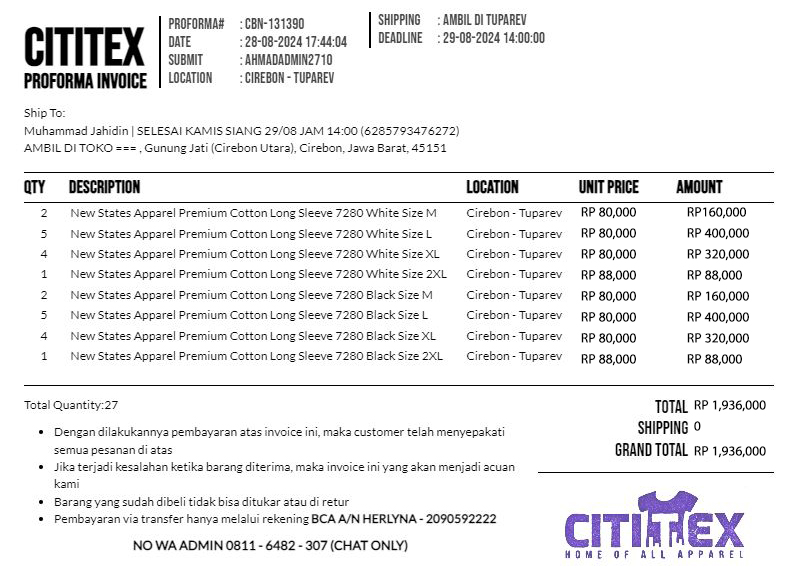 CITITEX
PROFORMA INVOICE
PROFORMA# : CBN-131390
DATE : 28-08-2024 17:44:04
SUBMIT : AHMADADMIN2710
LOCATION : CIREBON - TUPAREV
SHIPPING : AMBIL DI TUPAREV
DEADLINE : 29-08-2024 14:00:00
Ship To:
Muhammad Jahidin | SELESAI KAMIS SIANG 29/08 JAM 14:00 (6285793476272)
AMBIL DI TOKO === , Gunung Jati (Cirebon Utara), Cirebon, Jawa Barat, 45151
QTY DESCRIPTION LOCATION UNIT PRICE AMOUNT
2 New States Apparel Premium Cotton Long Sleeve 7280 White Size M Cirebon - Tuparev RP 80,000 RP160,000
5 New States Apparel Premium Cotton Long Sleeve 7280 White Size L Cirebon - Tuparev RP 80,000 RP 400,000
4 New States Apparel Premium Cotton Long Sleeve 7280 White Size XL Cirebon - Tuparev RP 80,000 RP 320,000
1 New States Apparel Premium Cotton Long Sleeve 7280 White Size 2XL Cirebon - Tuparev RP 88,000 RP 88,000
2 New States Apparel Premium Cotton Long Sleeve 7280 Black Size M Cirebon - Tuparev RP 80,000 RP 160,000
5 New States Apparel Premium Cotton Long Sleeve 7280 Black Size L Cirebon - Tuparev RP 80,000 RP 400,000
4 New States Apparel Premium Cotton Long Sleeve 7280 Black Size XL Cirebon - Tuparev RP 80,000 RP 320,000
1 New States Apparel Premium Cotton Long Sleeve 7280 Black Size 2XL Cirebon - Tuparev RP 88,000 RP 88,000
Total Quantity:27
TOTAL RP 1,936,000
SHIPPING 0
GRAND TOTAL RP 1,936,000
• Dengan dilakukannya pembayaran atas invoice ini, maka customer telah menyepakati
semua pesanan di atas
• Jika terjadi kesalahan ketika barang diterima, maka invoice ini yang akan menjadi acuan
kami
• Barang yang sudah dibeli tidak bisa ditukar atau di retur
• Pembayaran via transfer hanya melalui rekening BCA A/N HERLYNA - 2090592222
NO WA ADMIN 0811 - 6482 - 307 (CHAT ONLY)
CITITEX
HOME OF ALL APPAREL